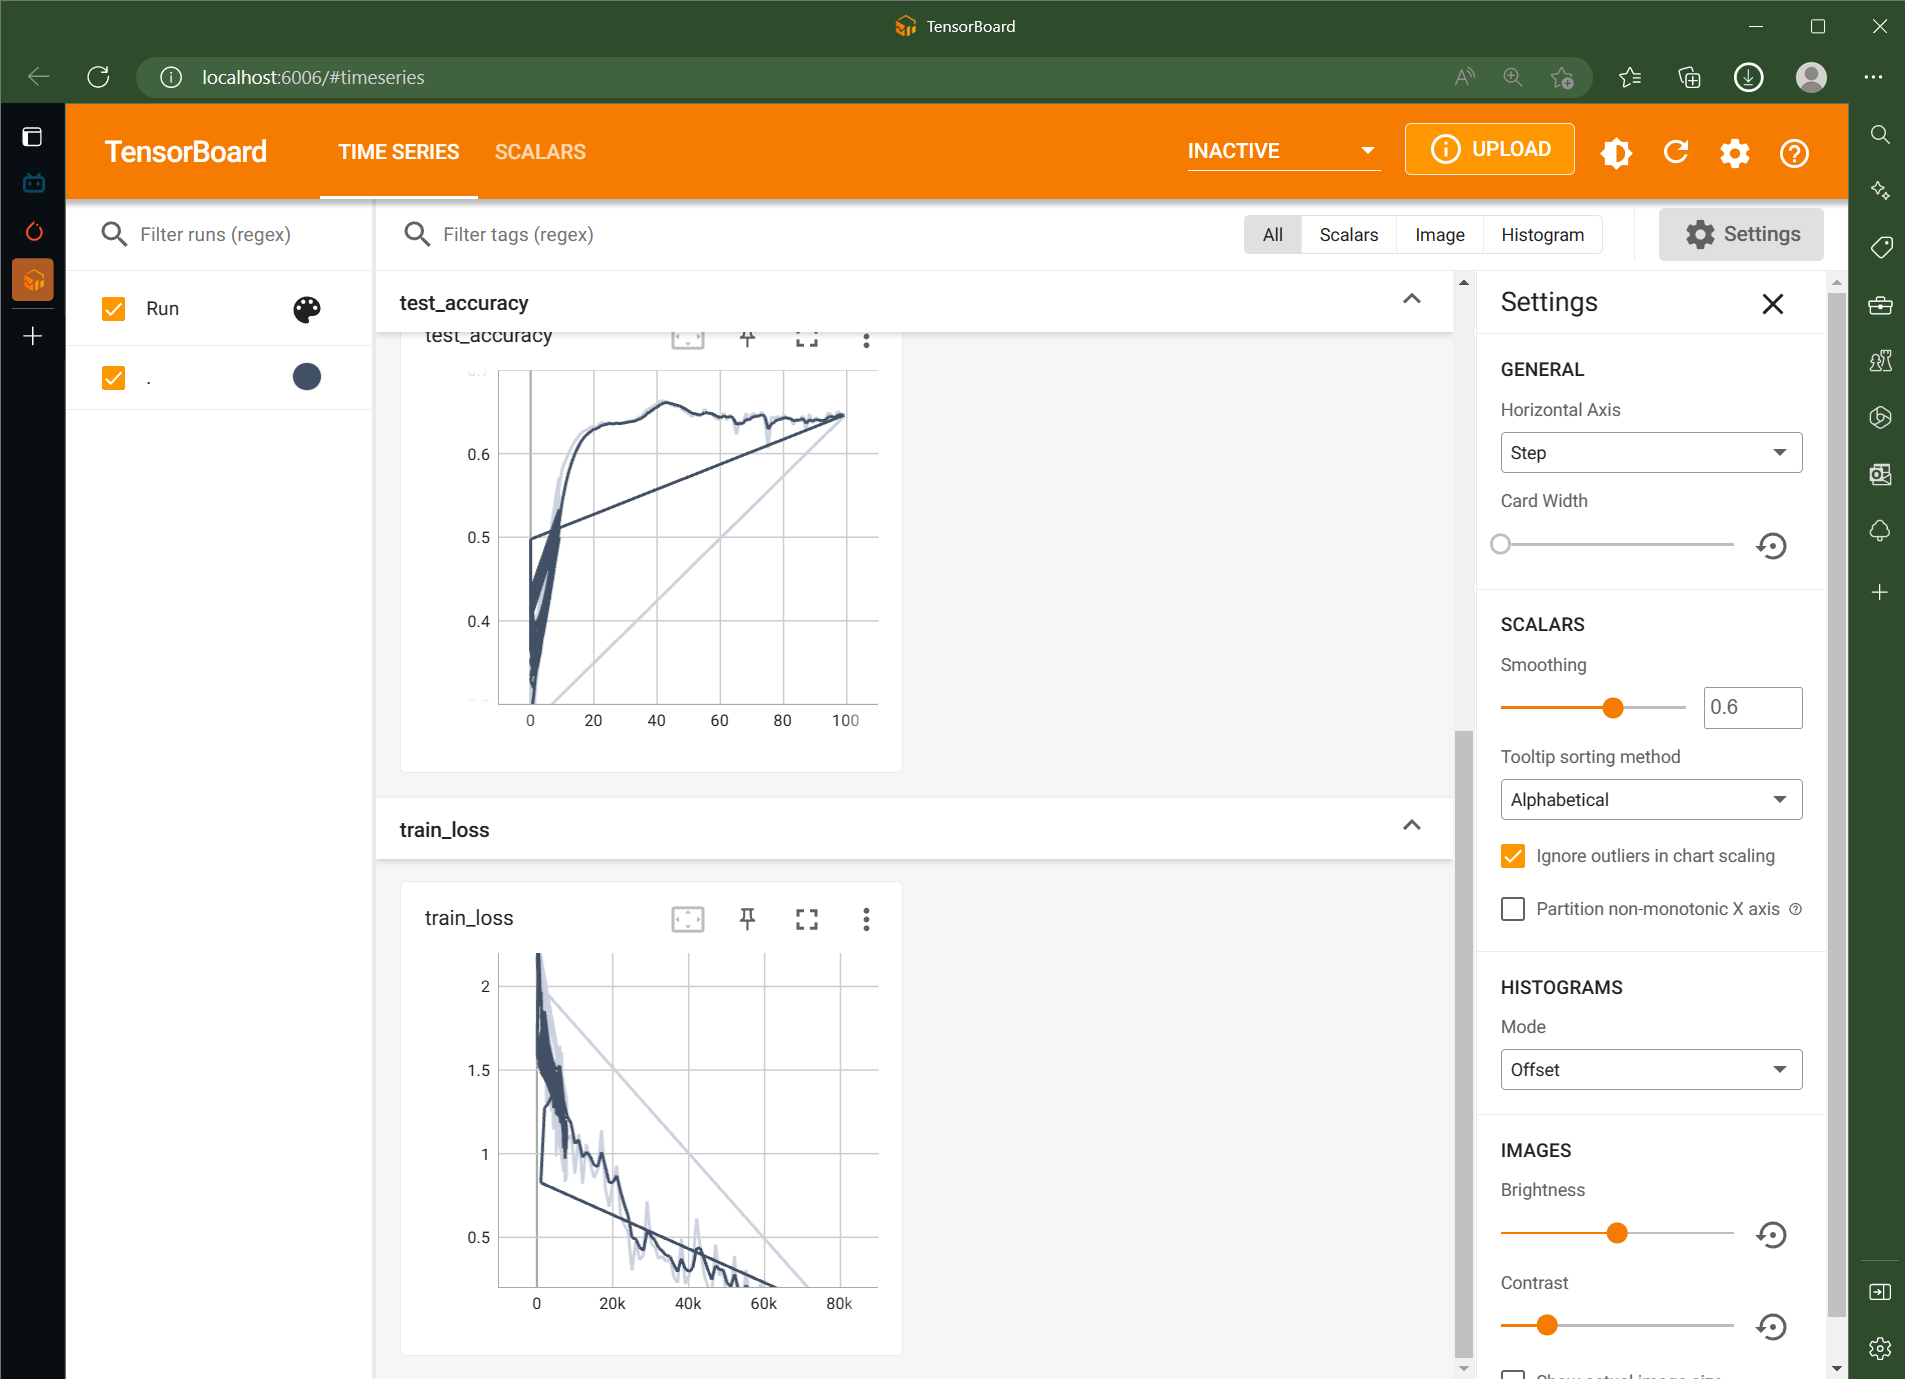 TensorBoard
localhost:6006/#timeseries
TensorBoard
TIME SERIES
SCALARS
INACTIVE
UPLOAD
Filter runs (regex)
Filter tags (regex)
All
Scalars
Image
Histogram
Settings
Run
.
test_accuracy
test_accuracy
0.6
0.5
0.4
0
20
40
60
80
100
train_loss
train_loss
2
1.5
1
0.5
0
20k
40k
60k
80k
Settings
GENERAL
Horizontal Axis
Step
Card Width
SCALARS
Smoothing
0.6
Tooltip sorting method
Alphabetical
Ignore outliers in chart scaling
Partition non-monotonic X axis
HISTOGRAMS
Mode
Offset
IMAGES
Brightness
Contrast
Show actual image size